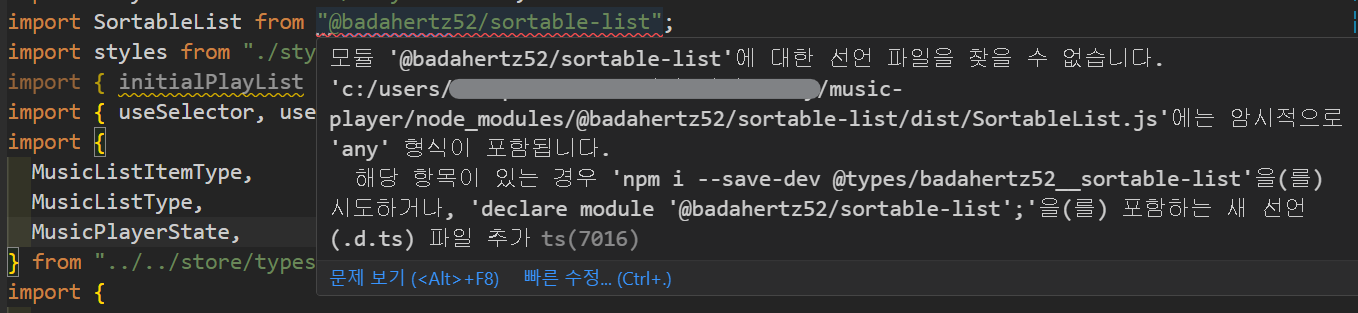 import SortableList from "@badahertz52/sortable-list";
import styles from "./sty
import { initialPlayList
import { useSelector, use
import {
MusicListItemType,
MusicListType,
MusicPlayerState,
} from "../../store/types
import {
모듈 '@badahertz52/sortable-list'에 대한 선언 파일을 찾을 수 없습니다.
'c:/users/ /music-
player/node_modules/@badahertz52/sortable-list/dist/SortableList.js'에는 암시적으로
'any' 형식이 포함됩니다.
해당 항목이 있는 경우 'npm i --save-dev @types/badahertz52__sortable-list'을(를)
시도하거나, 'declare module '@badahertz52/sortable-list';'을(를) 포함하는 새 선언
(.d.ts) 파일 추가 ts(7016)
문제 보기 (<Alt>+F8) 빠른 수정... (Ctrl+.)